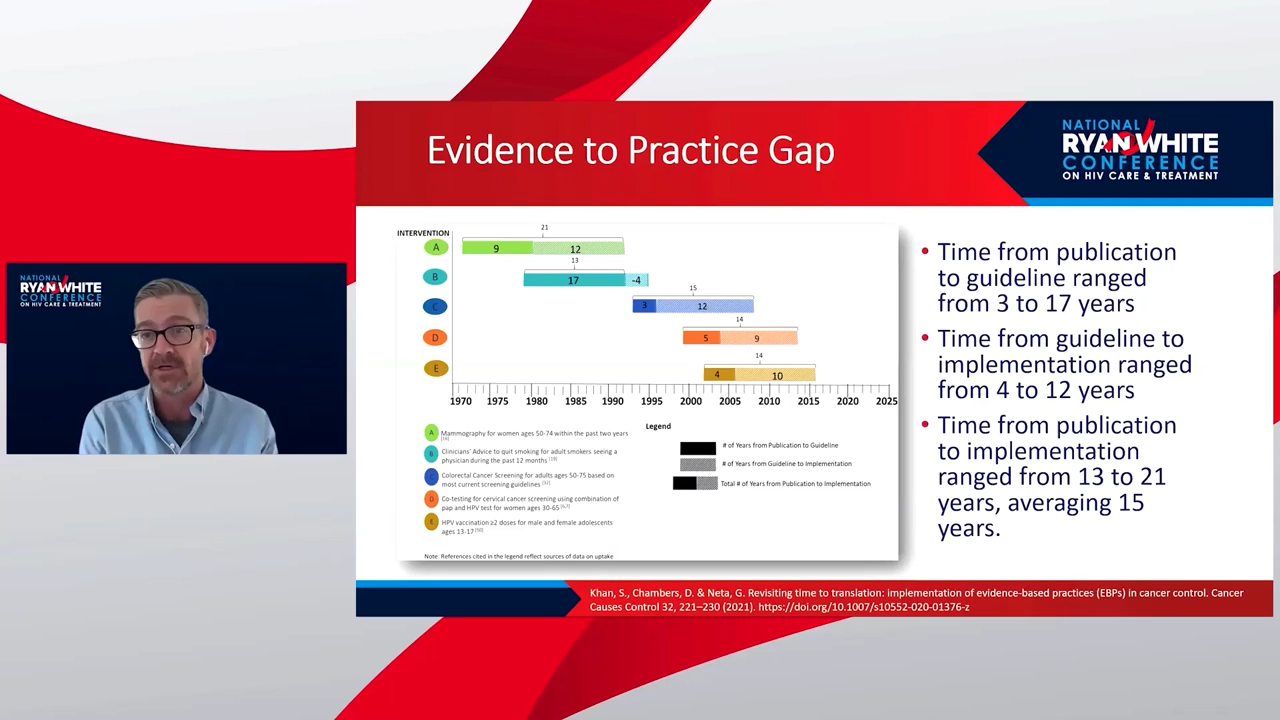 Evidence to Practice Gap
NATIONAL
RYAN WHITE
CONFERENCE
ON HIV CARE & TREATMENT
NATIONAL
RYAN WHITE
CONFERENCE
ON HIV CARE & TREATMENT
INTERVENTION
21
A
9
12
13
B
17
-4
15
C
3
12
14
D
5
9
14
E
4
10
1970 1975 1980 1985 1990 1995 2000 2005 2010 2015 2020 2025
A Mammography for women ages 50-74 within the past two years
B Clinicians' Advice to quit smoking for adult smokers seeing a
physician during the past 12 months [19]
C Colorectal Cancer Screening for adults ages 50-75 based on
most current screening guidelines
D Co-testing for cervical cancer screening using combination of
pap and HPV test for women ages 30-65
E HPV vaccination ≥2 doses for male and female adolescents
ages 13-17
Note: References cited in the legend reflect sources of data on uptake
Legend
# of Years from Publication to Guideline
# of Years from Guideline to Implementation
Total # of Years from Publication to Implementation
• Time from publication
to guideline ranged
from 3 to 17 years
• Time from guideline to
implementation ranged
from 4 to 12 years
• Time from publication
to implementation
ranged from 13 to 21
years, averaging 15
years.
Khan, S., Chambers, D. & Neta, G. Revisiting time to translation: implementation of evidence-based practices (EBPs) in cancer control. Cancer
Causes Control 32, 221–230 (2021). https://doi.org/10.1007/s10552-020-01376-z